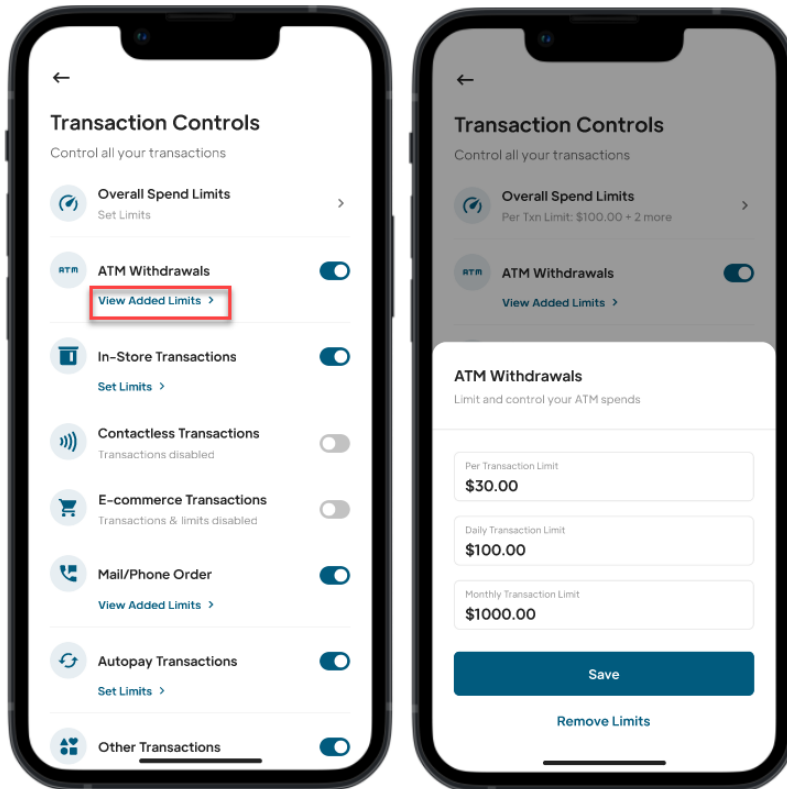 Transaction Controls
Control all your transactions
Overall Spend Limits
Set Limits
ATM
ATM Withdrawals
View Added Limits
In-Store Transactions
Set Limits
Contactless Transactions
Transactions disabled
E-commerce Transactions
Transactions & limits disabled
Mail/Phone Order
View Added Limits
Autopay Transactions
Set Limits
Other Transactions
Transaction Controls
Control all your transactions
Overall Spend Limits
Per Txn Limit: $100.00 + 2 more
ATM
ATM Withdrawals
View Added Limits
ATM Withdrawals
Limit and control your ATM spends
Per Transaction Limit
$30.00
Daily Transaction Limit
$100.00
Monthly Transaction Limit
$1000.00
Save
Remove Limits